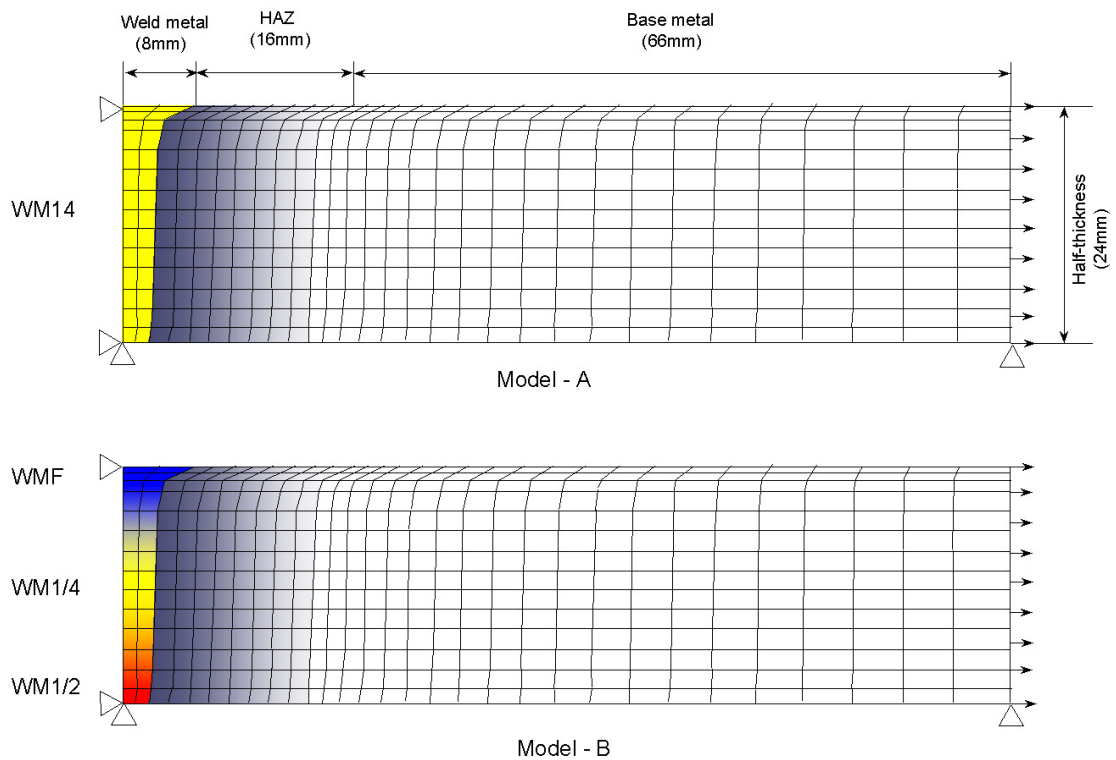 Weld metal
(8mm)
HAZ
(16mm)
Base metal
(66mm)
WM14
Half-thickness
(24mm)
Model - A
WMF
WM1/4
WM1/2
Model - B